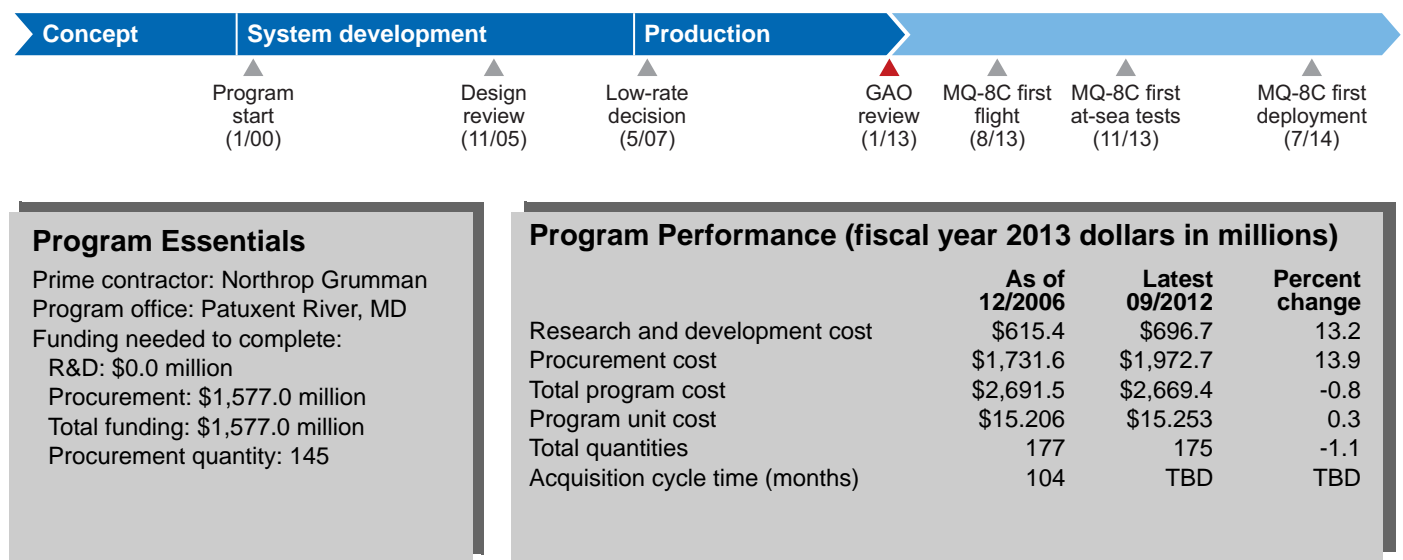 Concept
System development
Production
Program
start
(1/00)
Design
review
(11/05)
Low-rate
decision
(5/07)
GAO
review
(1/13)
MQ-8C first
flight
(8/13)
MQ-8C first
at-sea tests
(11/13)
MQ-8C first
deployment
(7/14)
Program Essentials
Prime contractor: Northrop Grumman
Program office: Patuxent River, MD
Funding needed to complete:
R&D: $0.0 million
Procurement: $1,577.0 million
Total funding: $1,577.0 million
Procurement quantity: 145
Program Performance (fiscal year 2013 dollars in millions)
As of
12/2006
Latest
09/2012
Percent
change
Research and development cost $615.4 $696.7 13.2
Procurement cost $1,731.6 $1,972.7 13.9
Total program cost $2,691.5 $2,669.4 -0.8
Program unit cost $15.206 $15.253 0.3
Total quantities 177 175 -1.1
Acquisition cycle time (months) 104 TBD TBD